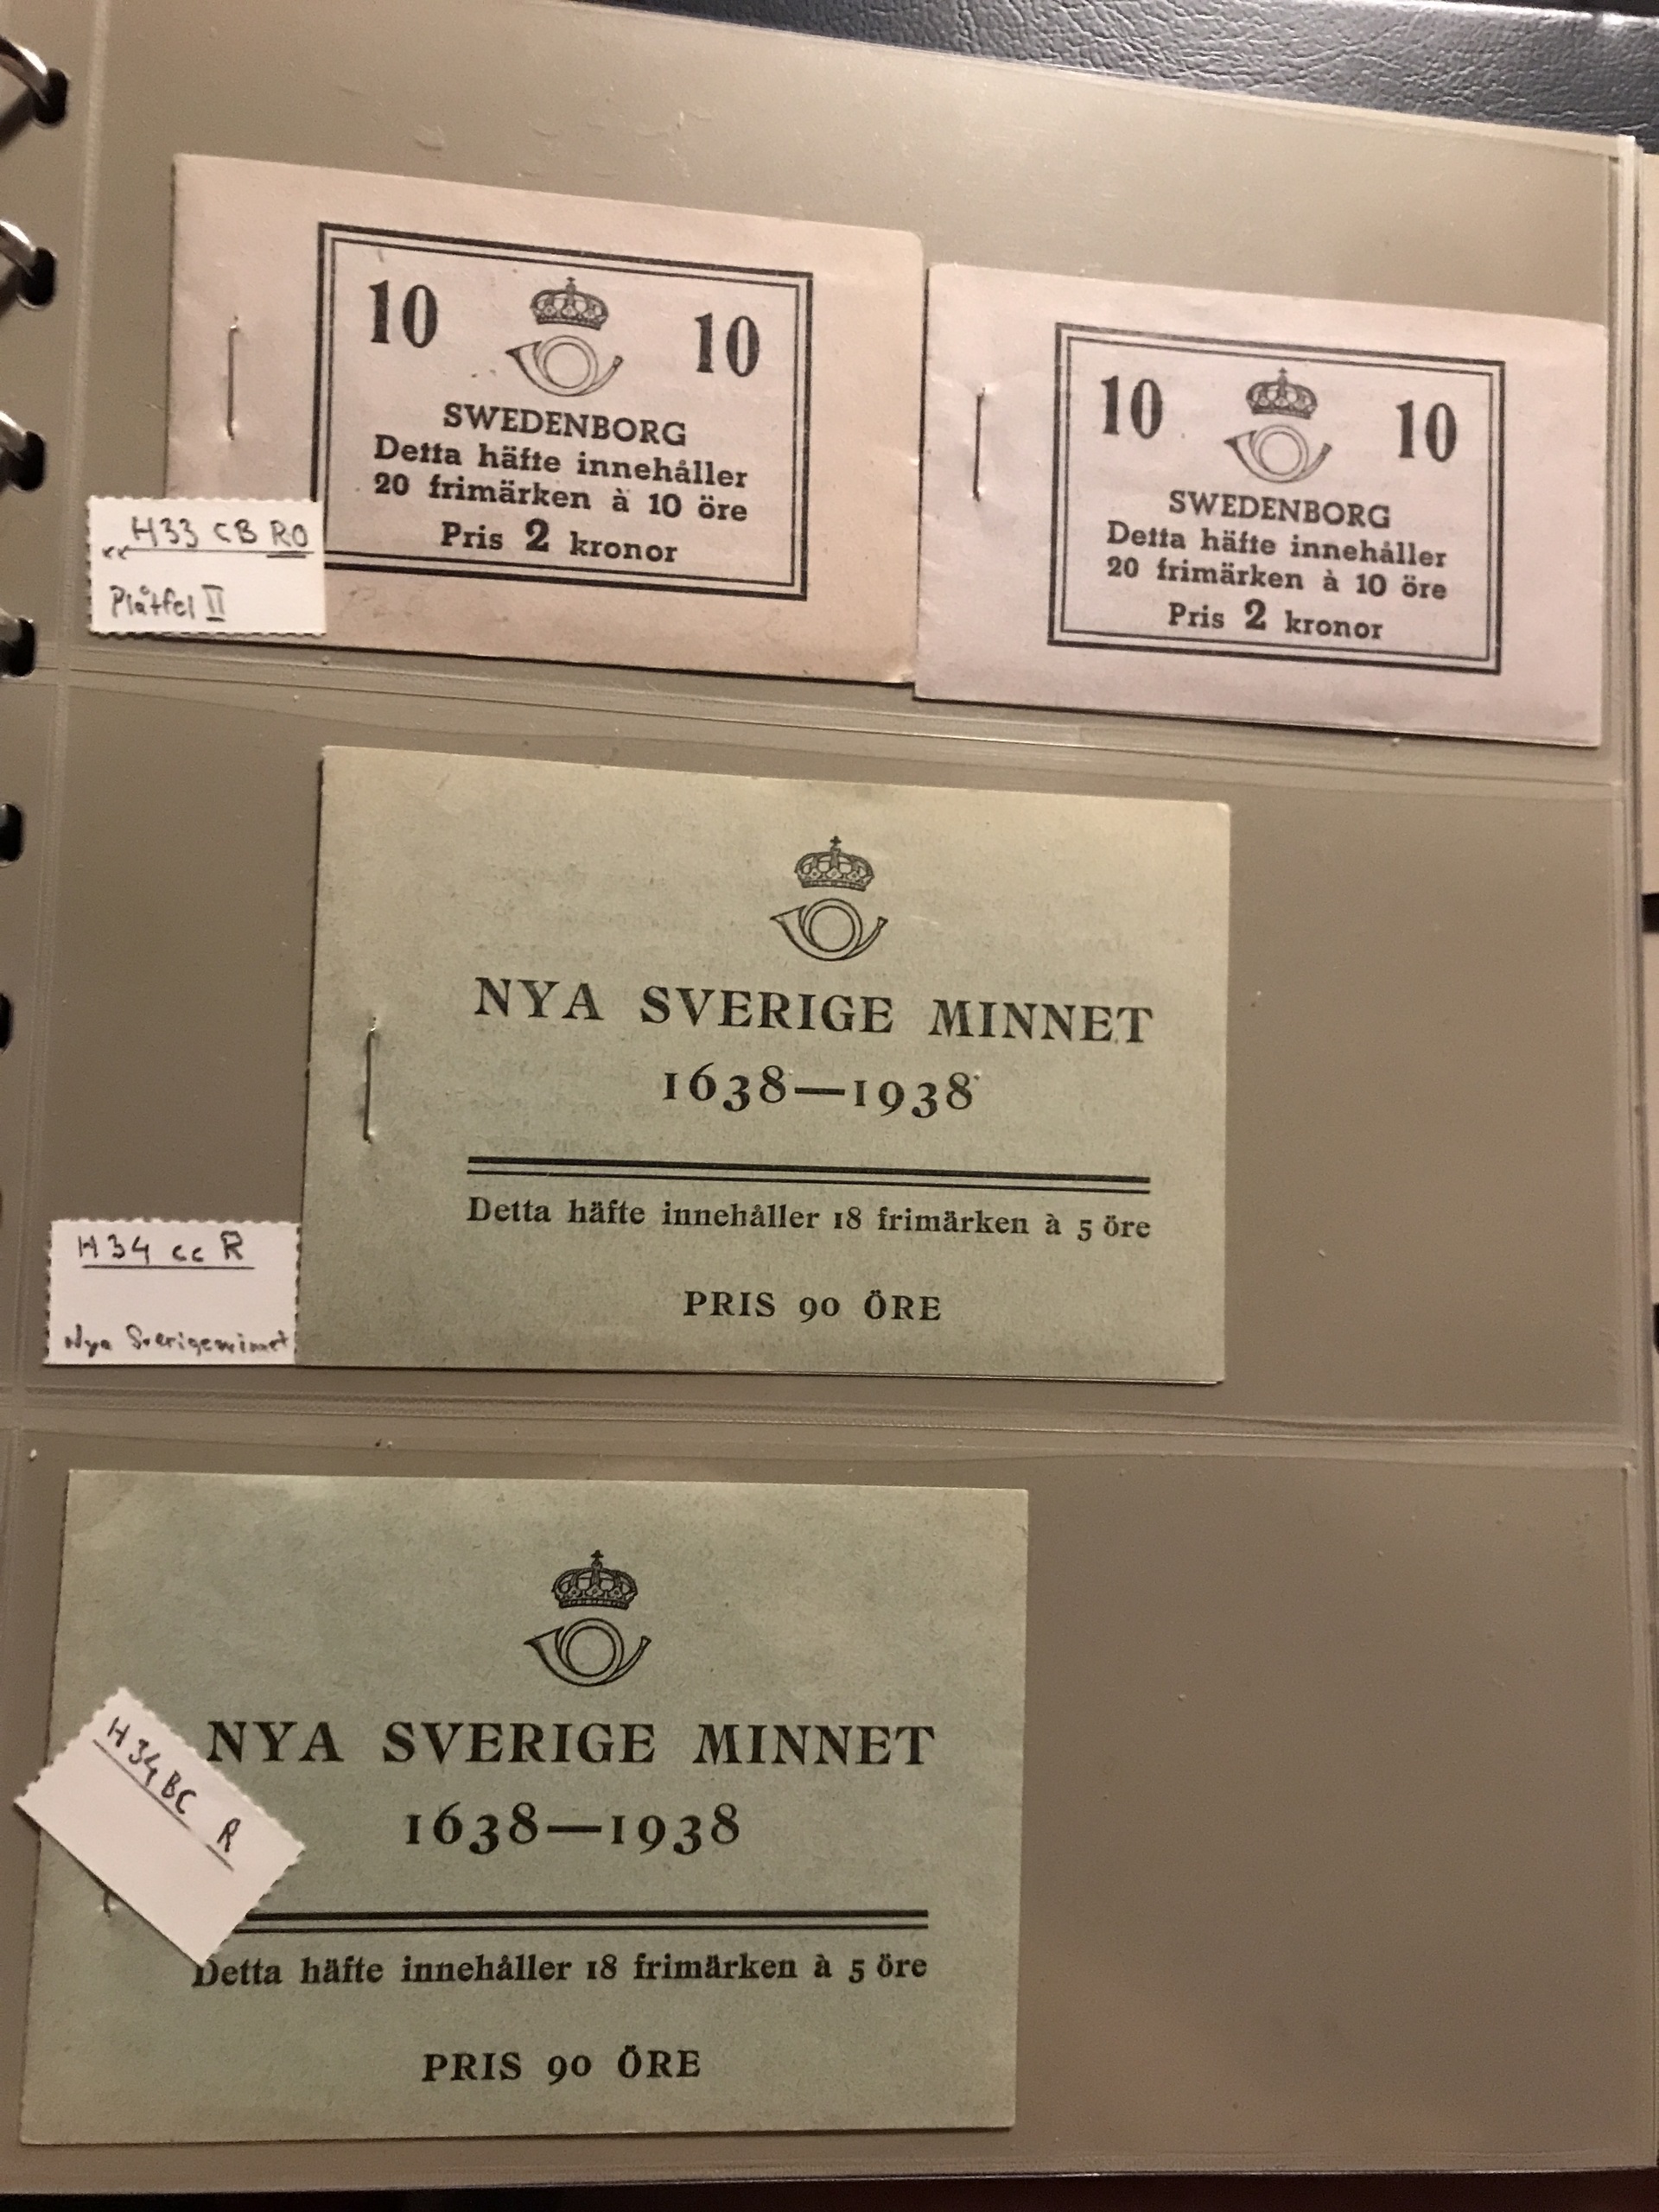 10 10
SWEDENBORG
Detta häfte innehåller
20 frimärken à 10 öre
Pris 2 kronor
H33 CB RO
Plåtfel II
10 10
SWEDENBORG
Detta häfte innehåller
20 frimärken à 10 öre
Pris 2 kronor
NYA SVERIGE MINNET
1638—1938
Detta häfte innehåller 18 frimärken à 5 öre
PRIS 90 ÖRE
H34 cc R
Nya Sverigeminnet
NYA SVERIGE MINNET
1638—1938
Detta häfte innehåller 18 frimärken à 5 öre
PRIS 90 ÖRE
H34BC R